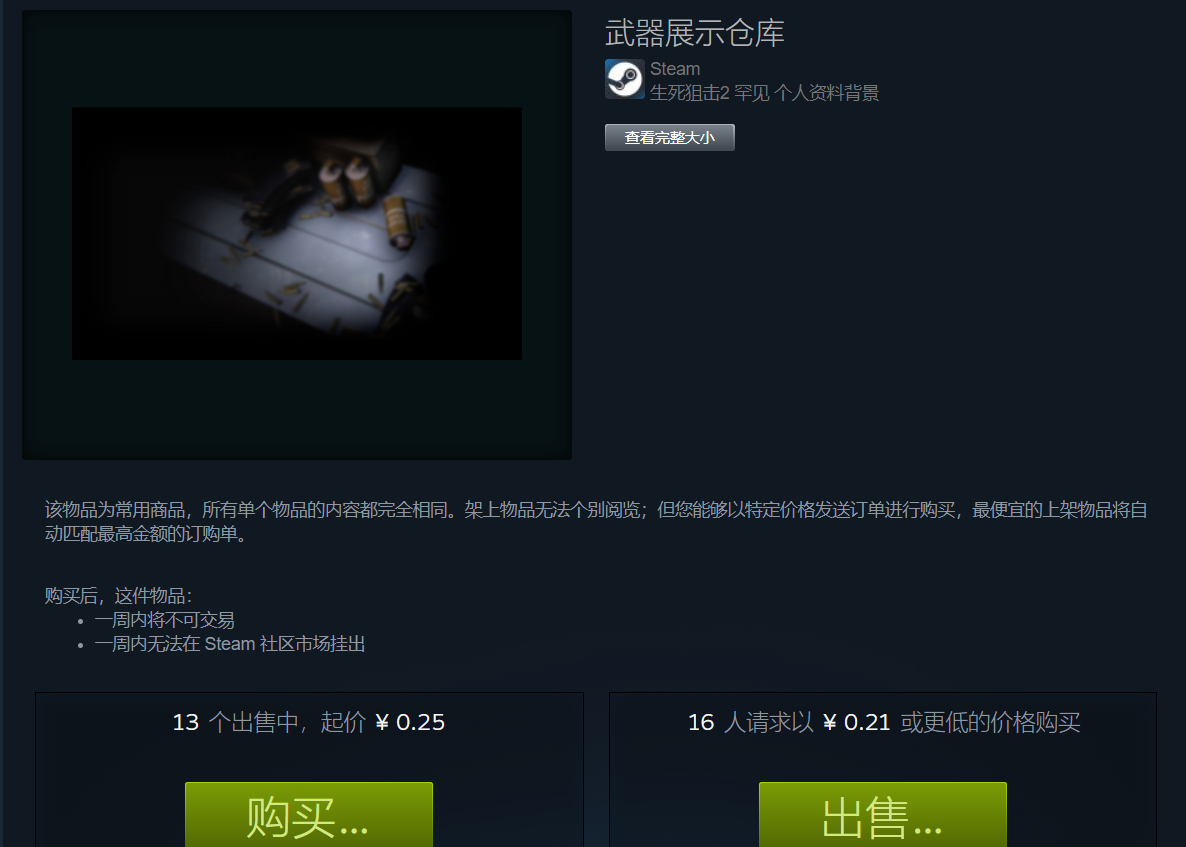 武器展示仓库
Steam
生死狙击2 罕见 个人资料背景
查看完整大小
该物品为常用商品，所有单个物品的内容都完全相同。架上物品无法个别阅览；但您能够以特定价格发送订单进行购买，最便宜的上架物品将自
动匹配最高金额的订购单。
购买后，这件物品：
一周内将不可交易
一周内无法在 Steam 社区市场挂出
13 个出售中，起价 ¥ 0.25
16 人请求以 ¥ 0.21 或更低的价格购买
购买...
出售...